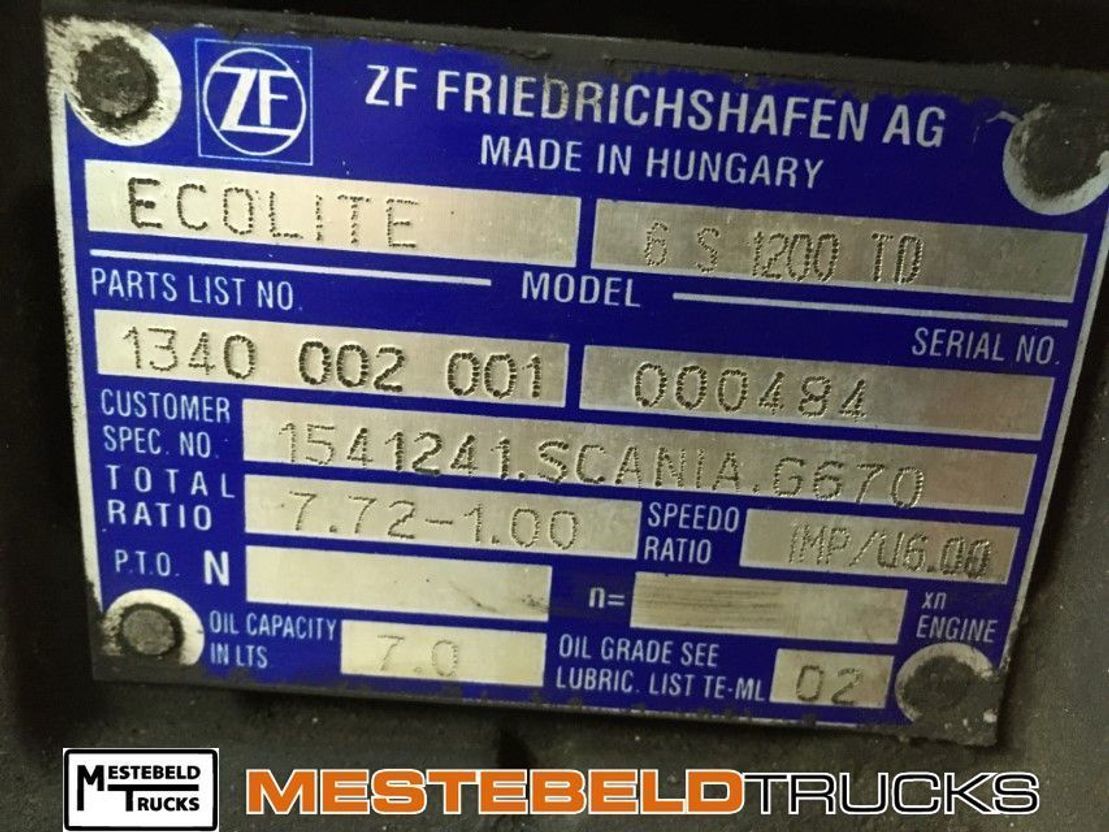 ZF
ZF FRIEDRICHSHAFEN AG
MADE IN HUNGARY
ECOLITE 6 S 1200 TD
MODEL
PARTS LIST NO. SERIAL NO.
1340 002 001 000484
CUSTOMER
SPEC. NO. 1541241.SCANIA.G670
TOTAL
RATIO 7.72-1.00 SPEEDO
RATIO IMP/U6.00
P.T.O. N n= xn
ENGINE
OIL CAPACITY
IN LTS 7.0 OIL GRADE SEE
LUBRIC. LIST TE-ML 02
MESTEBELD
TRUCKS
MESTEBELDTRUCKS